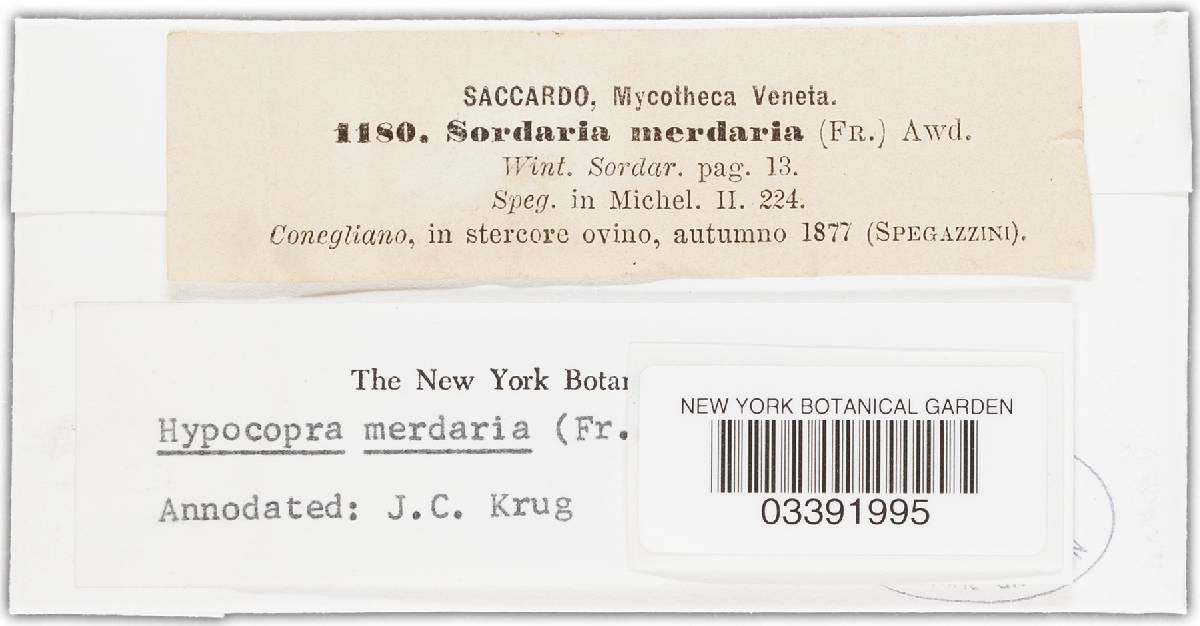 SACCARDO, Mycotheca Veneta.
1180. Sordaria merdaria (FR.) Awd.
Wint. Sordar. pag. 13.
Speg. in Michel. II. 224.
Conegliano, in stercore ovino, autumno 1877 (SPEGAZZINI).
The New York Botan
Hypocopra merdaria (Fr.
Annodated: J.C. Krug
NEW YORK BOTANICAL GARDEN
03391995